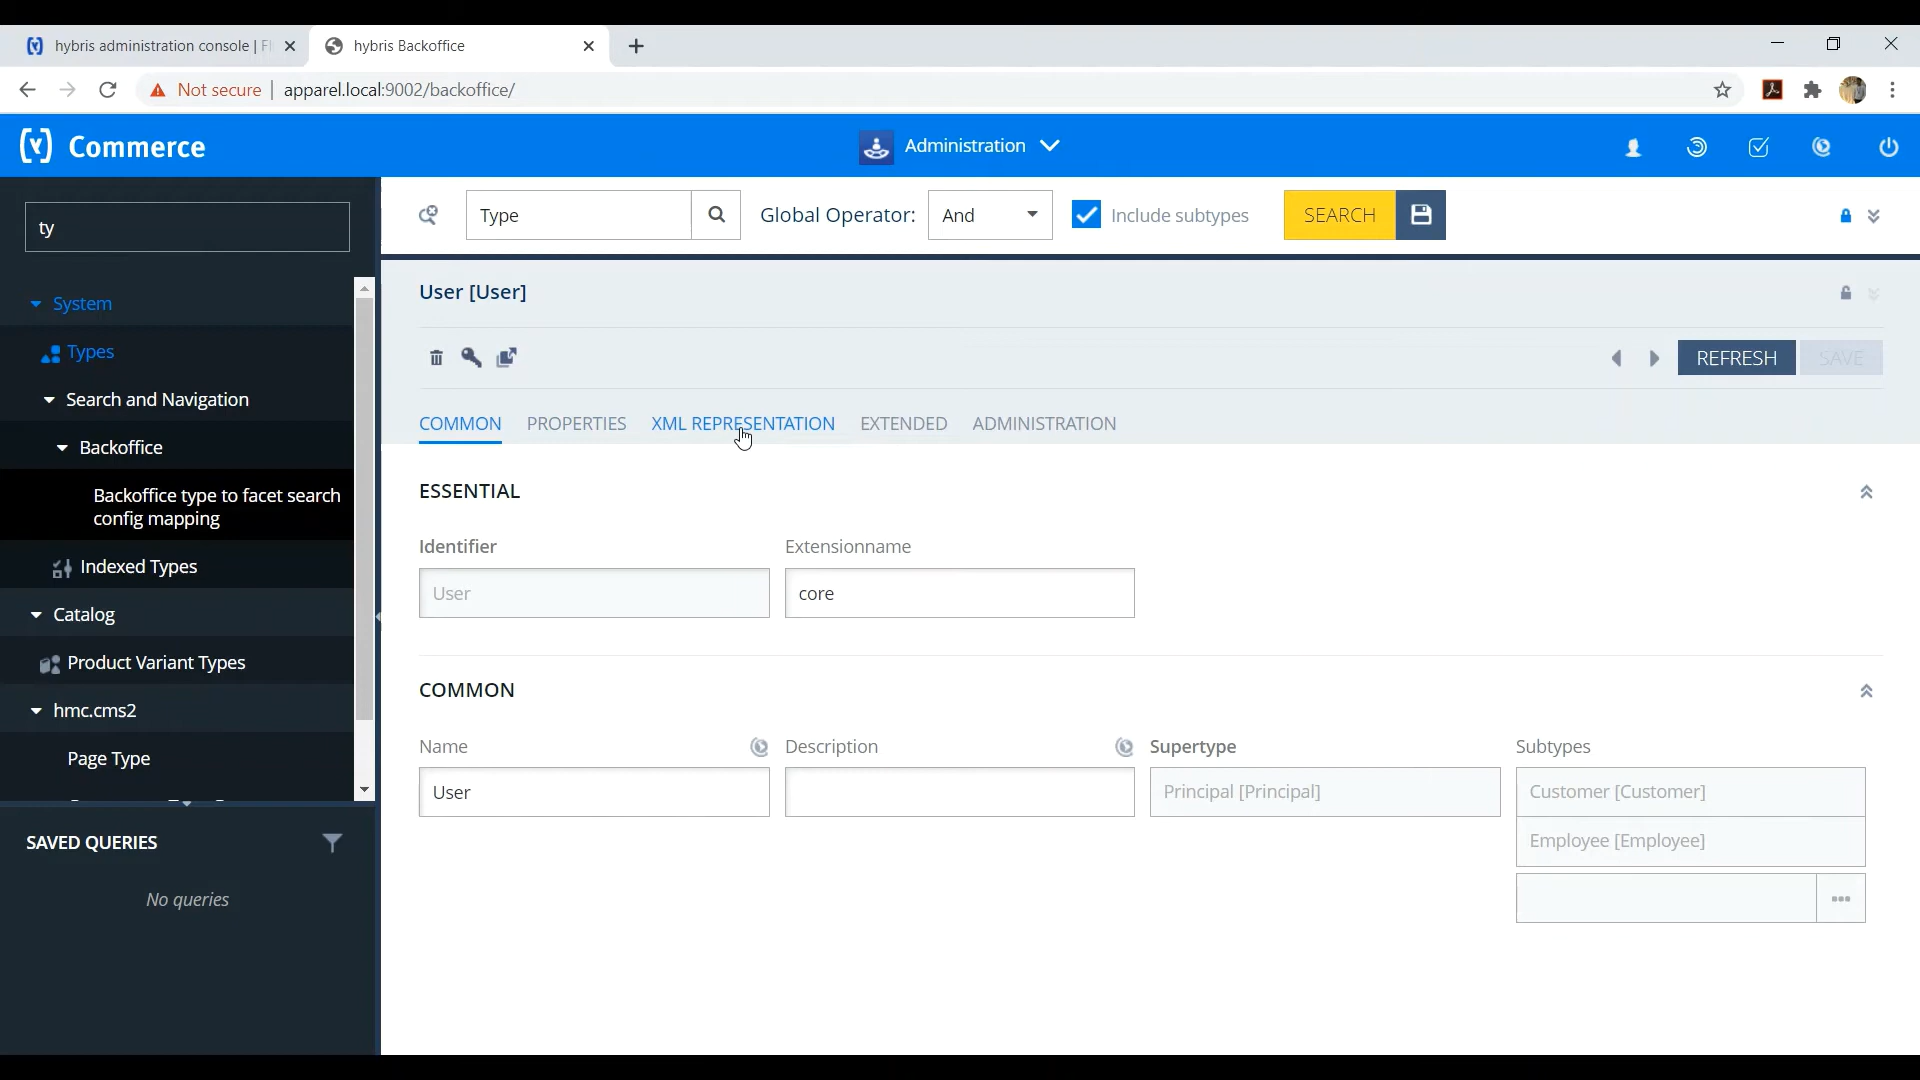 hybris administration console | Fl
hybris Backoffice
Not secure
apparel.local:9002/backoffice/
Commerce
Administration
ty
Type
Global Operator:
And
Include subtypes
SEARCH
System
Types
Search and Navigation
Backoffice
Backoffice type to facet search
config mapping
Indexed Types
Catalog
Product Variant Types
hmc.cms2
Page Type
SAVED QUERIES
No queries
User [User]
REFRESH
SAVE
COMMON
PROPERTIES
XML REPRESENTATION
EXTENDED
ADMINISTRATION
ESSENTIAL
Identifier
Extensionname
User
core
COMMON
Name
Description
Supertype
Subtypes
User
Principal [Principal]
Customer [Customer]
Employee [Employee]